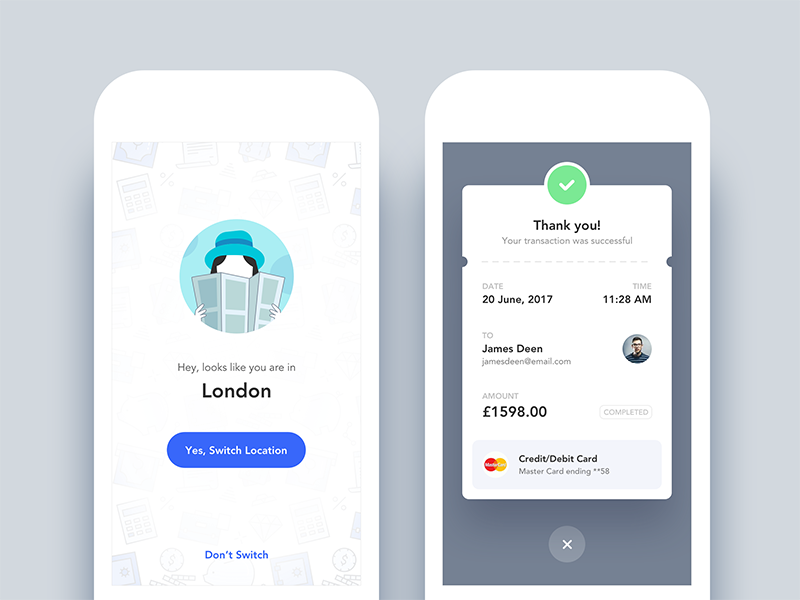 Hey, looks like you are in
London
Yes, Switch Location
Don't Switch
Thank you!
Your transaction was successful
DATE
TIME
20 June, 2017
11:28 AM
TO
James Deen
jamesdeen@email.com
AMOUNT
£1598.00
COMPLETED
MasterCard
Credit/Debit Card
Master Card ending **58